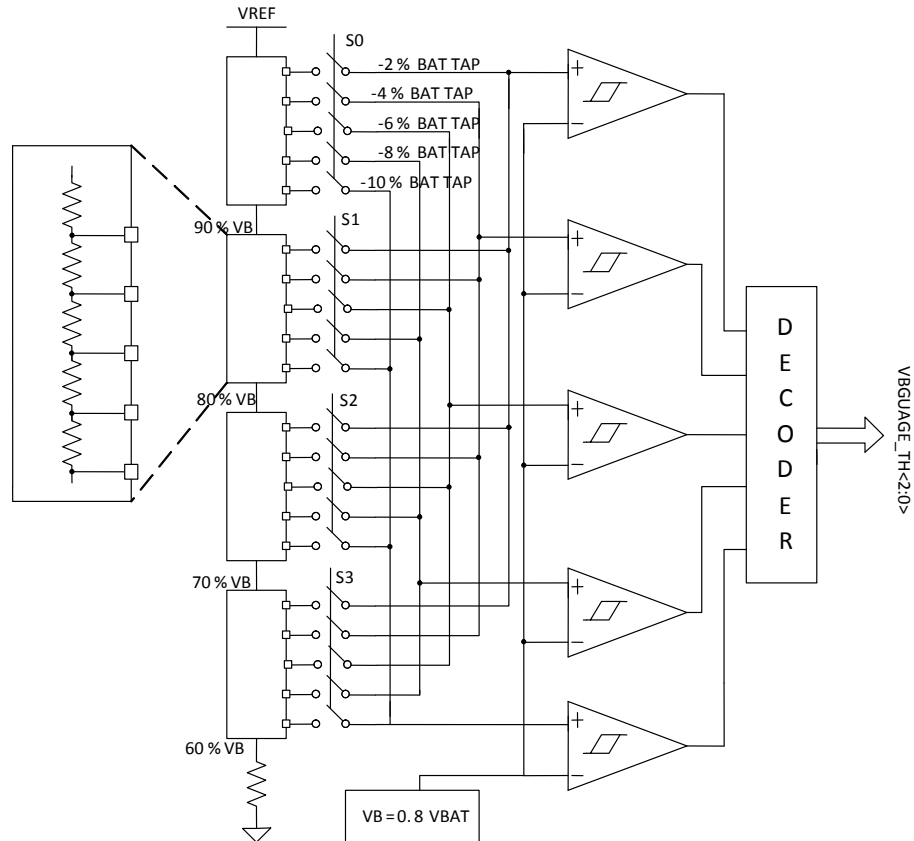 VREF
S0
-2% BAT TAP
-4% BAT TAP
-6% BAT TAP
-8% BAT TAP
-10% BAT TAP
+
−
90% VB
S1
+
−
80% VB
S2
+
−
70% VB
S3
+
−
60% VB
+
−
VB=0.8 VBAT
DECODER
VBGUAGE_TH<2:0>